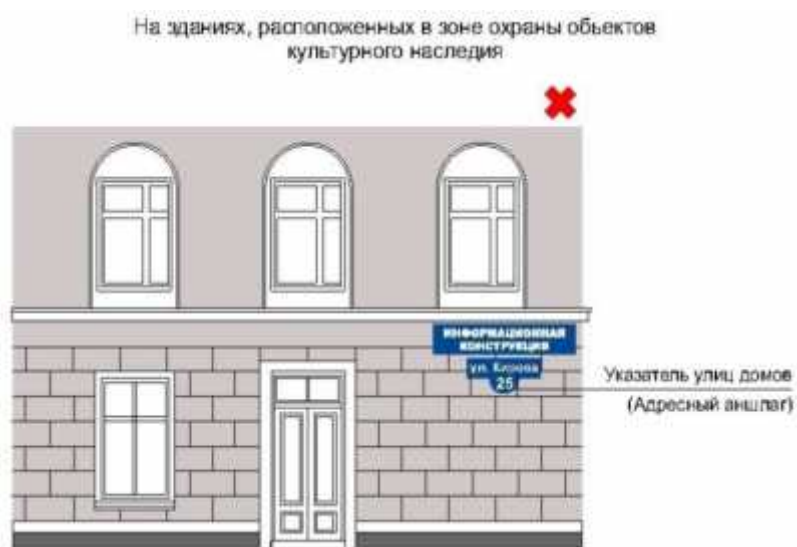 На зданиях, расположенных в зоне охраны объектов
культурного наследия
ИНФОРМАЦИОННАЯ
КОНСТРУКЦИЯ
ул. Кирова
25
Указатель улиц домов
(Адресный аншлаг)